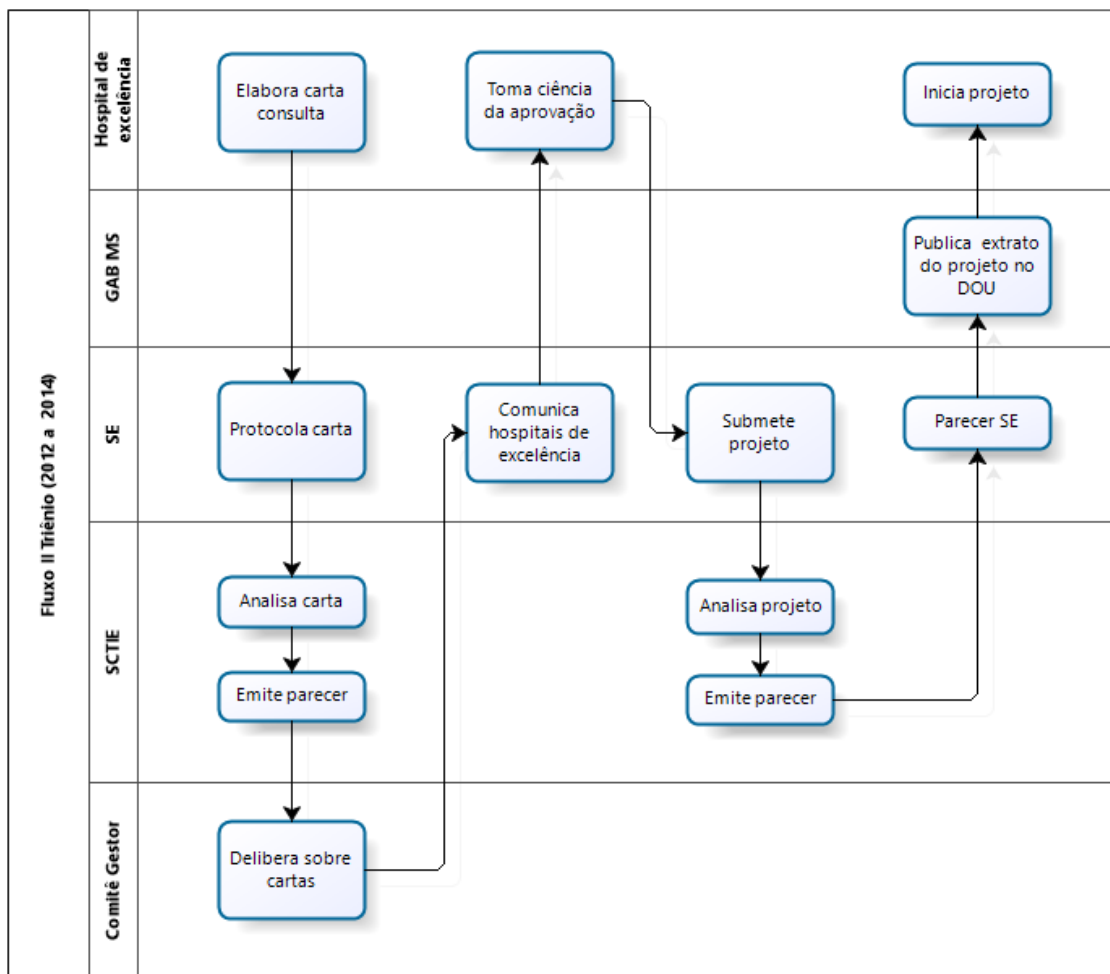 Fluxo II Triênio (2012 a 2014)
Hospital de
excelência
Elabora carta
consulta
Toma ciência
da aprovação
Inicia projeto
GAB MS
Publica extrato
do projeto no
DOU
SE
Protocola carta
Comunica
hospitais de
excelência
Submete
projeto
Parecer SE
SCTIE
Analisa carta
Emite parecer
Analisa projeto
Emite parecer
Comitê Gestor
Delibera sobre
cartas